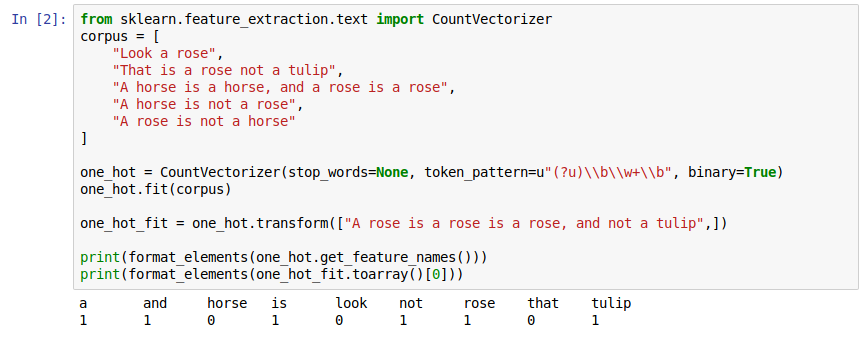 In [2]: from sklearn.feature_extraction.text import CountVectorizer
corpus = [
    "Look a rose",
    "That is a rose not a tulip",
    "A horse is a horse, and a rose is a rose",
    "A horse is not a rose",
    "A rose is not a horse"
]

one_hot = CountVectorizer(stop_words=None, token_pattern=u"(?u)\\b\\w+\\b", binary=True)
one_hot.fit(corpus)

one_hot_fit = one_hot.transform(["A rose is a rose is a rose, and not a tulip",])

print(format_elements(one_hot.get_feature_names()))
print(format_elements(one_hot_fit.toarray()[0]))
a and horse is look not rose that tulip
1 1 0 1 0 1 1 0 1